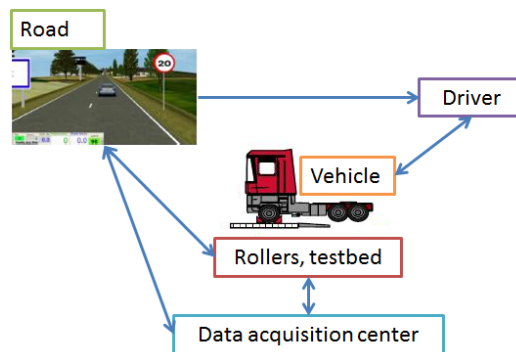 Road
20
Driver
Vehicle
Rollers, testbed
Data acquisition center